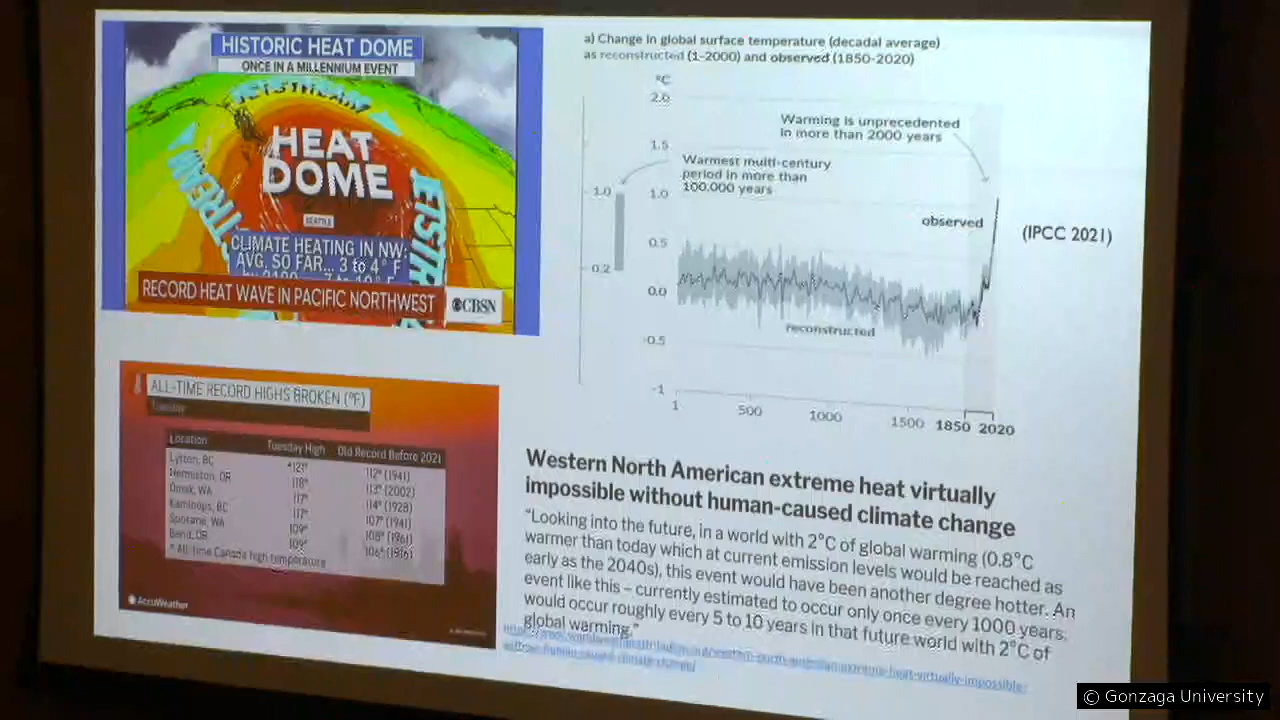 HISTORIC HEAT DOME
ONCE IN A MILLENNIUM EVENT
JETSTREAM
HEAT
DOME
SEATTLE
CLIMATE HEATING IN NW:
AVG. SO FAR... 3 to 4° F
RECORD HEAT WAVE IN PACIFIC NORTHWEST
CBSN
a) Change in global surface temperature (decadal average)
as reconstructed (1-2000) and observed (1850-2020)
°C
2.0
1.5
1.0
0.5
0.0
-0.5
-1
1.0
0.2
Warming is unprecedented
in more than 2000 years
Warmest multi-century
period in more than
100,000 years
observed
reconstructed
1 500 1000 1500 1850 2020
(IPCC 2021)
ALL-TIME RECORD HIGHS BROKEN (°F)
Tuesday
Location Tuesday High Old Record Before 2021
Lytton, BC *121° 112° (1941)
Hermiston, OR 118° 113° (2002)
Omak, WA 117° 114° (1928)
Kamloops, BC 117° 107° (1941)
Spokane, WA 109° 108° (1961)
Bend, OR 109° 106° (1916)
* All-time Canada high temperature
AccuWeather
Western North American extreme heat virtually
impossible without human-caused climate change
“Looking into the future, in a world with 2°C of global warming (0.8°C
warmer than today which at current emission levels would be reached as
early as the 2040s), this event would have been another degree hotter. An
event like this – currently estimated to occur only once every 1000 years,
would occur roughly every 5 to 10 years in that future world with 2°C of
global warming.”
© Gonzaga University